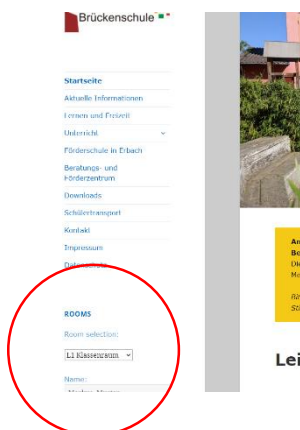 Brückenschule
Startseite
Aktuelle Informationen
Lernen und Freizeit
Unterricht
Förderschule in Erbach
Beratungs- und
Förderzentrum
Downloads
Schülertransport
Kontakt
Impressum
Datenschutz
ROOMS
Room selection:
L1 Klassenraum
Name: